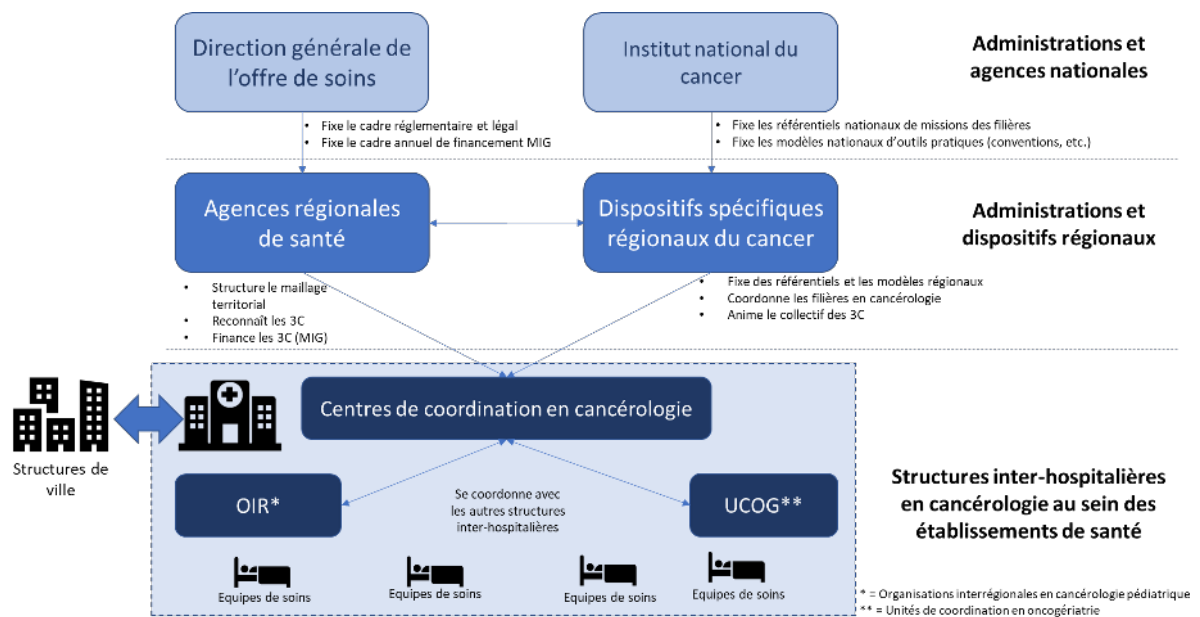 Direction générale de
l'offre de soins
Institut national du
cancer
Administrations et
agences nationales
• Fixe le cadre réglementaire et légal
• Fixe le cadre annuel de financement MIG
• Fixe les référentiels nationaux de missions des filières
• Fixe les modèles nationaux d'outils pratiques (conventions, etc.)
Agences régionales
de santé
Dispositifs spécifiques
régionaux du cancer
Administrations et
dispositifs régionaux
• Structure le maillage
territorial
• Reconnaît les 3C
• Finance les 3C (MIG)
• Fixe des référentiels et les modèles régionaux
• Coordonne les filières en cancérologie
• Anime le collectif des 3C
Centres de coordination en cancérologie
Structures de
ville
OIR*
Se coordonne avec
les autres structures
inter-hospitalières
UCOG**
Structures inter-hospitalières
en cancérologie au sein des
établissements de santé
Equipes de soins
Equipes de soins
Equipes de soins
Equipes de soins
* = Organisations interrégionales en cancérologie pédiatrique
** = Unités de coordination en oncogériatrie